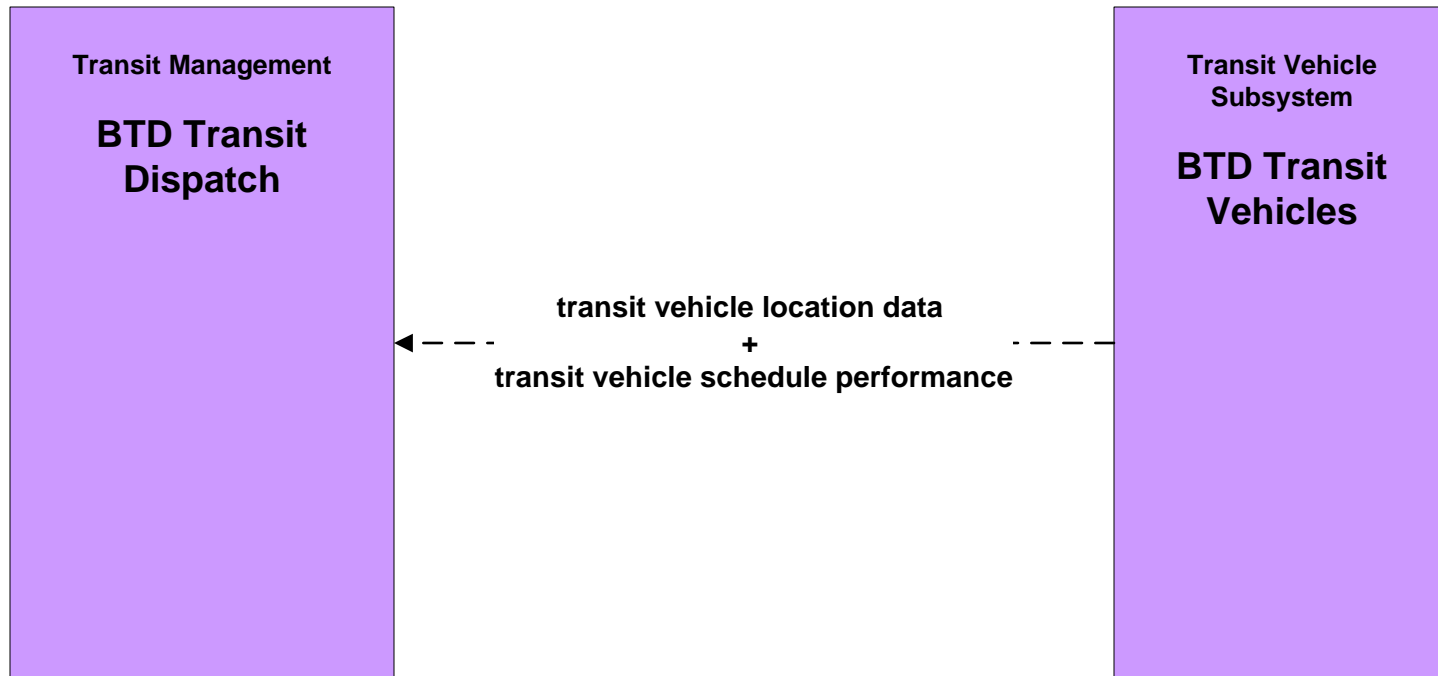 Transit Management
BTD Transit
Dispatch
Transit Vehicle
Subsystem
BTD Transit
Vehicles
transit vehicle location data
+
transit vehicle schedule performance